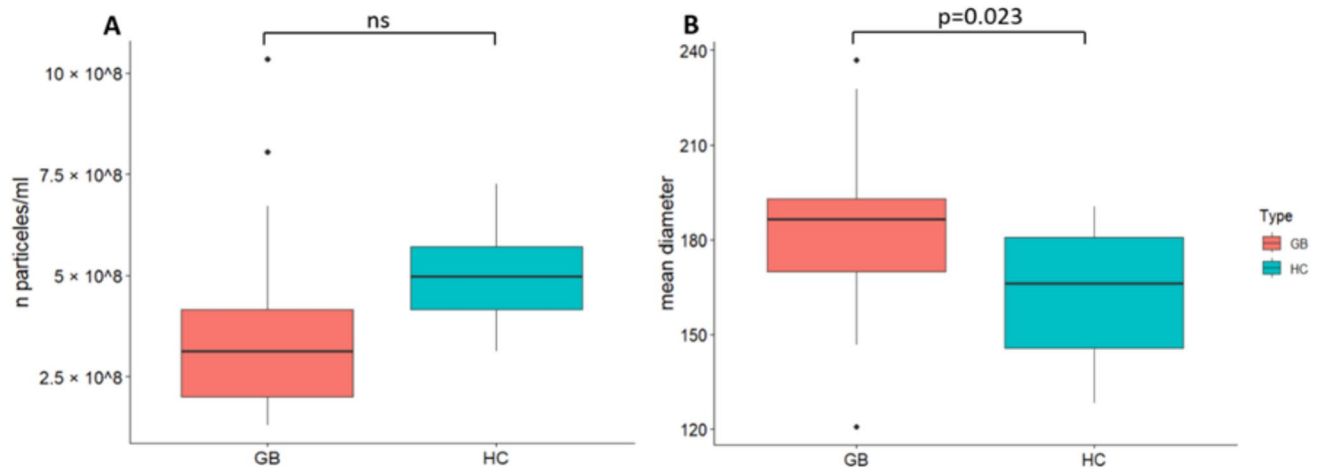 A
ns
n particeles/ml
10 × 10^8
7.5 × 10^8
5 × 10^8
2.5 × 10^8
GB
HC
B
p=0.023
mean diameter
240
210
180
150
120
GB
HC
Type
GB
HC